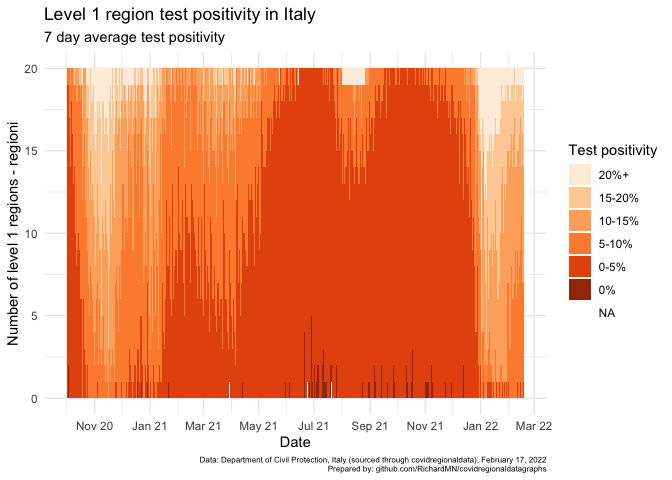 Level 1 region test positivity in Italy
7 day average test positivity
Number of level 1 regions - regioni
20
15
10
5
0
Nov 20
Jan 21
Mar 21
May 21
Jul 21
Sep 21
Nov 21
Jan 22
Mar 22
Date
Test positivity
20%+
15-20%
10-15%
5-10%
0-5%
0%
NA
Data: Department of Civil Protection, Italy (sourced through covidregionaldata), February 17, 2022
Prepared by: github.com/RichardMN/covidregionaldatagraphs